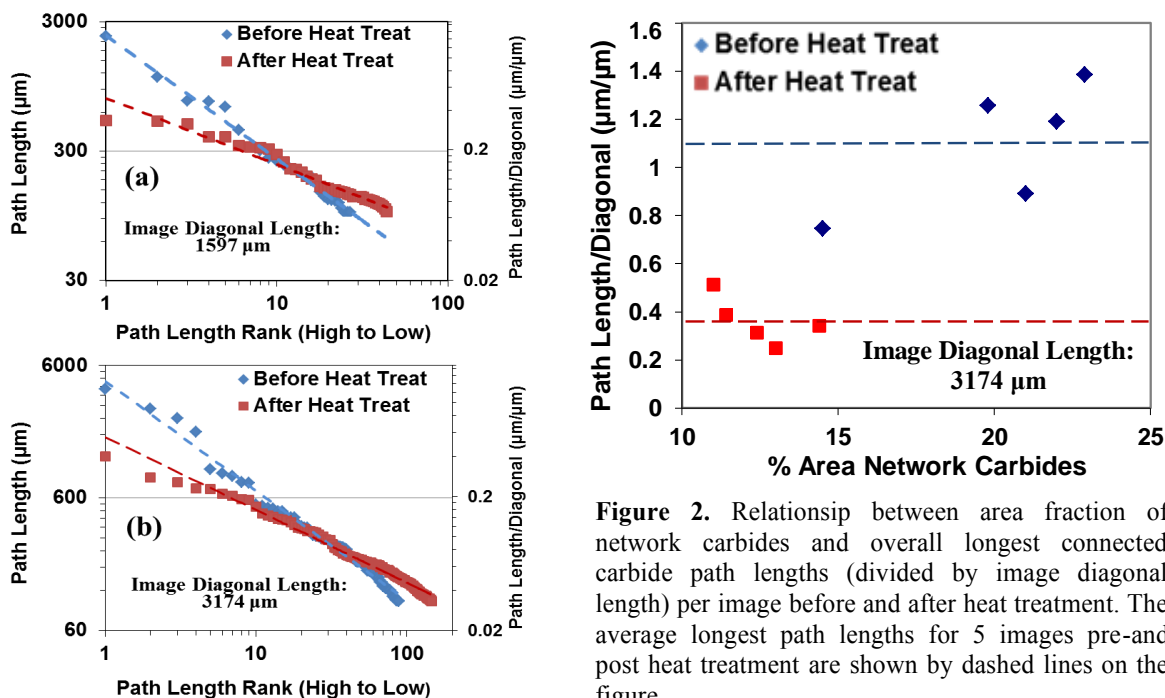 3000
300
30
Path Length (µm)
Before Heat Treat
After Heat Treat
(a)
Image Diagonal Length:
1597 µm
0.2
0.02
Path Length/Diagonal (µm/µm)
1 10 100
Path Length Rank (High to Low)
6000
600
60
Path Length (µm)
Before Heat Treat
After Heat Treat
(b)
Image Diagonal Length:
3174 µm
0.2
0.02
Path Length/Diagonal (µm/µm)
1 10 100
Path Length Rank (High to Low)
1.6
1.4
1.2
1
0.8
0.6
0.4
0.2
0
Path Length/Diagonal (µm/µm)
Before Heat Treat
After Heat Treat
Image Diagonal Length:
3174 µm
10 15 20 25
% Area Network Carbides
Figure 2. Relationsip between area fraction of
network carbides and overall longest connected
carbide path lengths (divided by image diagonal
length) per image before and after heat treatment. The
average longest path lengths for 5 images pre-and
post heat treatment are shown by dashed lines on the
figure